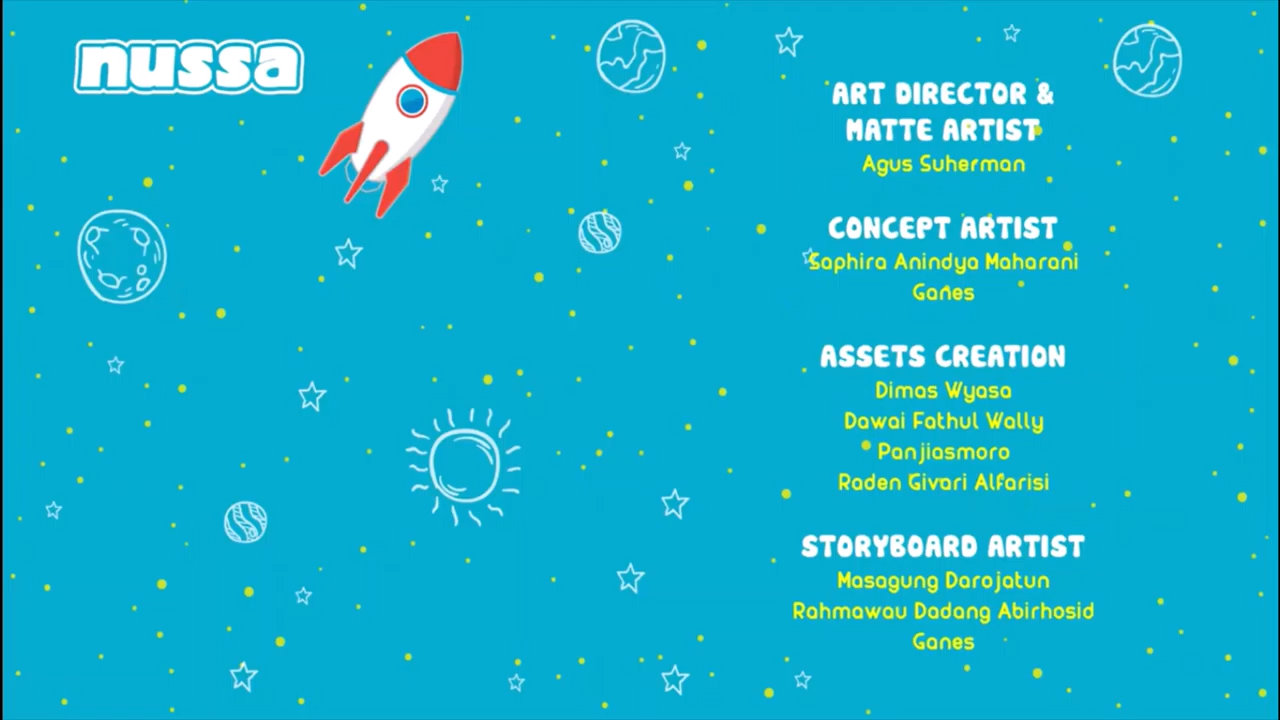 nussa
ART DIRECTOR &
MATTE ARTIST
Agus Suherman
CONCEPT ARTIST
Saphira Anindya Maharani
Ganes
ASSETS CREATION
Dimas Wyasa
Dawai Fathul Wally
Panjiasmoro
Raden Givari Alfarisi
STORYBOARD ARTIST
Masagung Darojatun
Rahmawau Dadang Abirhosid
Ganes